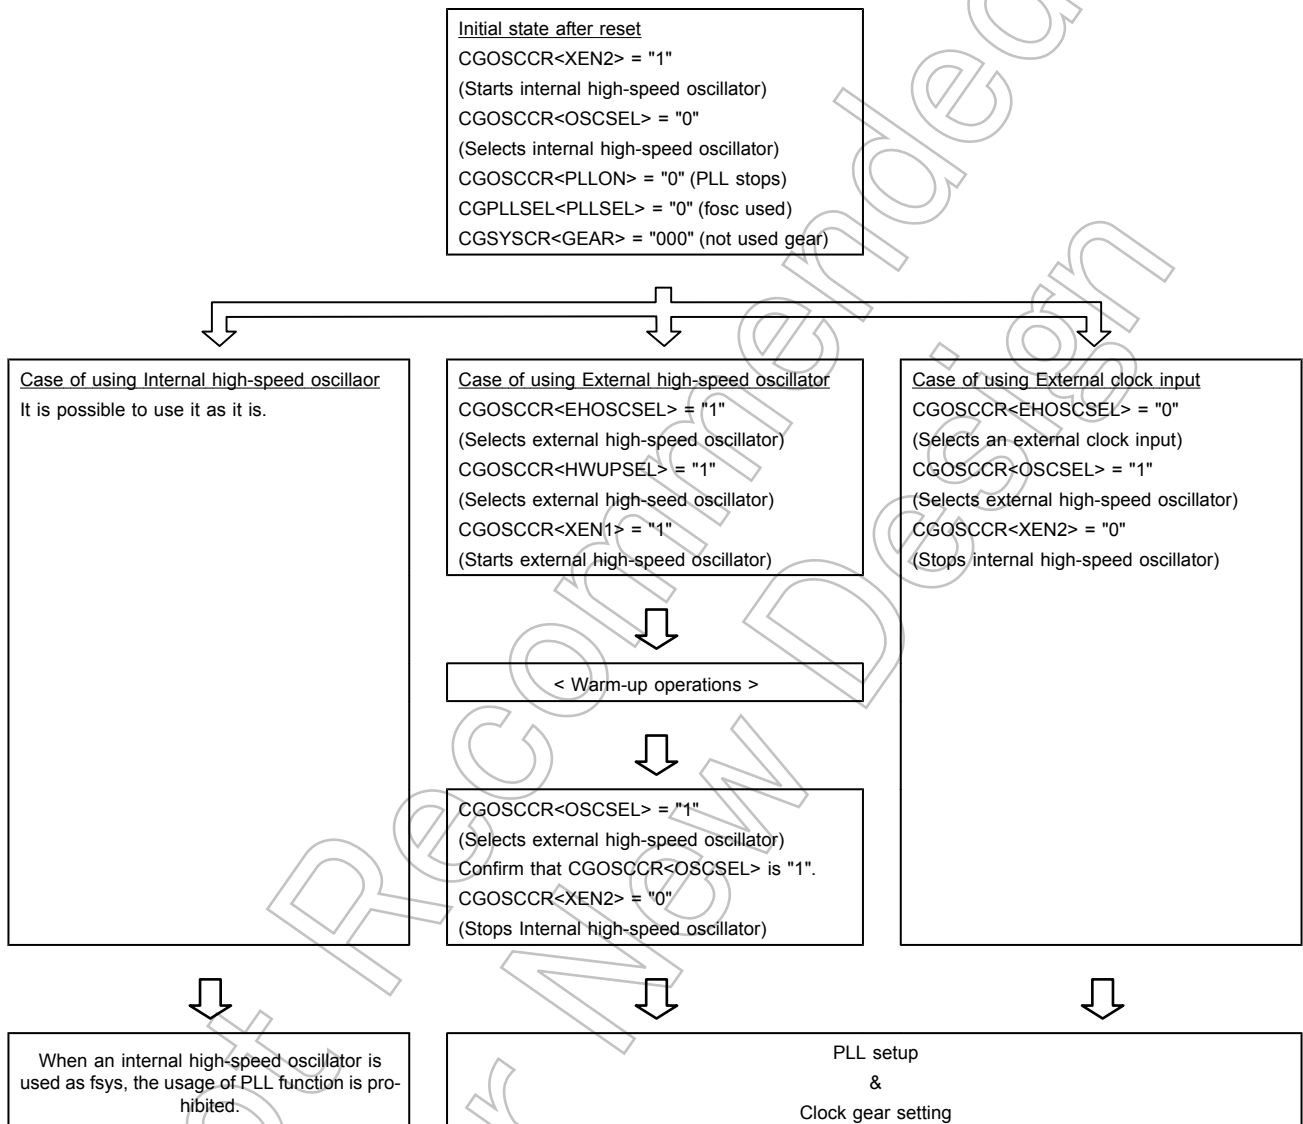 Initial state after reset
CGOSCCR<XEN2> = "1"
(Starts internal high-speed oscillator)
CGOSCCR<OSCSEL> = "0"
(Selects internal high-speed oscillator)
CGOSCCR<PLLON> = "0" (PLL stops)
CGPLLSEL<PLLSEL> = "0" (fosc used)
CGSYSCR<GEAR> = "000" (not used gear)
Case of using Internal high-speed oscillaor
It is possible to use it as it is.
Case of using External high-speed oscillator
CGOSCCR<EHOSCSEL> = "1"
(Selects external high-speed oscillator)
CGOSCCR<HWUPSEL> = "1"
(Selects external high-seed oscillator)
CGOSCCR<XEN1> = "1"
(Starts external high-speed oscillator)
Case of using External clock input
CGOSCCR<EHOSCSEL> = "0"
(Selects an external clock input)
CGOSCCR<OSCSEL> = "1"
(Selects external high-speed oscillator)
CGOSCCR<XEN2> = "0"
(Stops internal high-speed oscillator)
< Warm-up operations >
CGOSCCR<OSCSEL> = "1"
(Selects external high-speed oscillator)
Confirm that CGOSCCR<OSCSEL> is "1".
CGOSCCR<XEN2> = "0"
(Stops Internal high-speed oscillator)
When an internal high-speed oscillator is
used as fsys, the usage of PLL function is pro-
hibited.
PLL setup
&
Clock gear setting
ot Recommended
r New Design